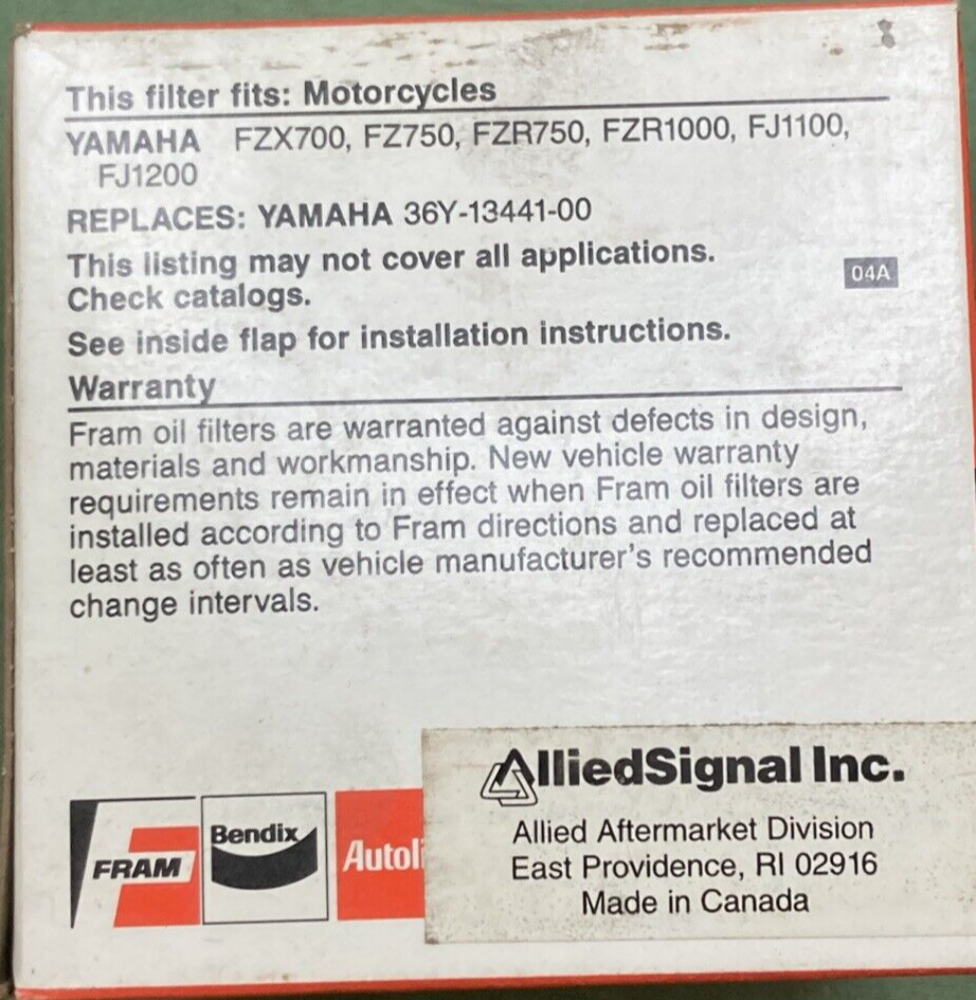 This filter fits: Motorcycles
YAMAHA FZX700, FZ750, FZR750, FZR1000, FJ1100,
FJ1200
REPLACES: YAMAHA 36Y-13441-00
This listing may not cover all applications.
Check catalogs.
04A
See inside flap for installation instructions.
Warranty
Fram oil filters are warranted against defects in design,
materials and workmanship. New vehicle warranty
requirements remain in effect when Fram oil filters are
installed according to Fram directions and replaced at
least as often as vehicle manufacturer's recommended
change intervals.
FRAM
Bendix
Autoli
AlliedSignal Inc.
Allied Aftermarket Division
East Providence, RI 02916
Made in Canada